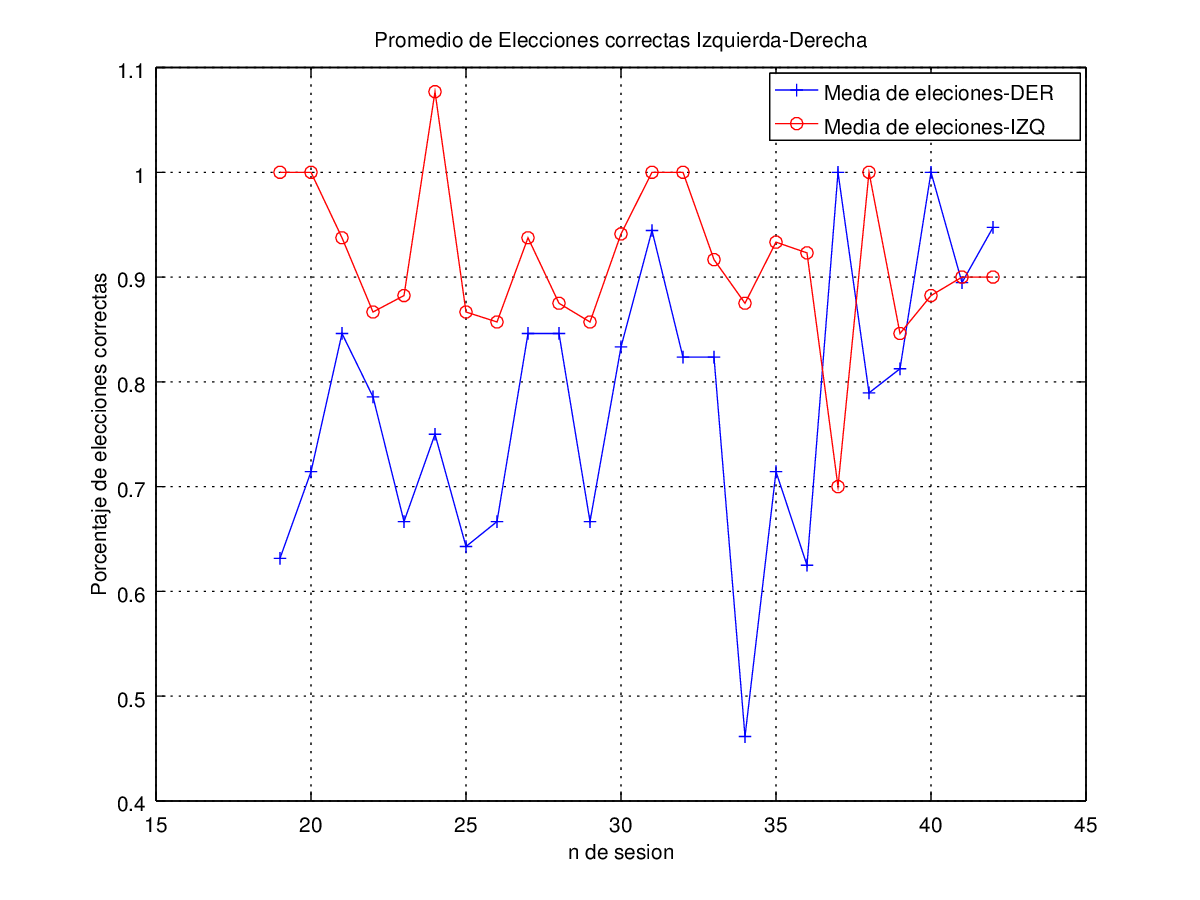 Promedio de Elecciones correctas Izquierda-Derecha
Media de eleciones-DER
Media de eleciones-IZQ
Porcentaje de elecciones correctas
1.1
1
0.9
0.8
0.7
0.6
0.5
0.4
15 20 25 30 35 40 45
n de sesion